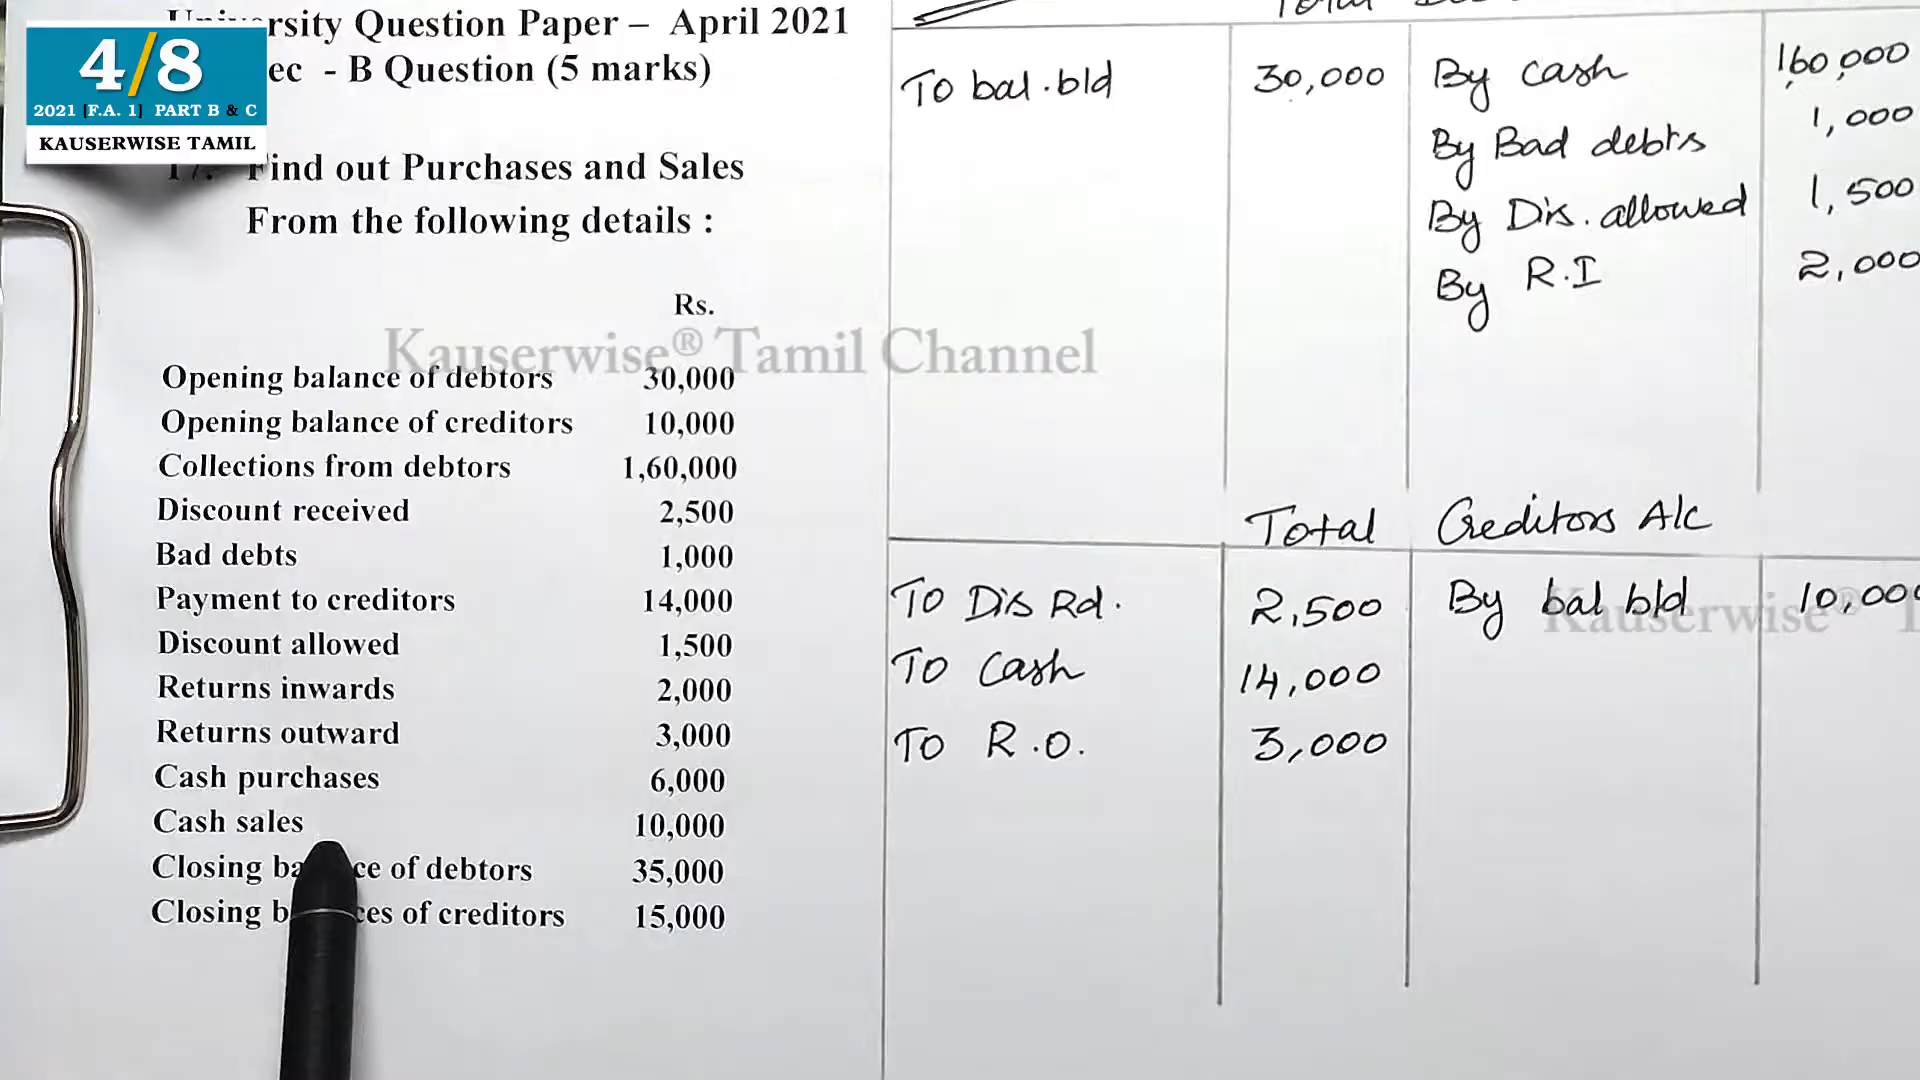 rsity Question Paper – April 2021
ec - B Question (5 marks)
4/8
2021 [F.A. 1] PART B & C
KAUSERWISE TAMIL
Find out Purchases and Sales
From the following details :
Rs.
Kauserwise® Tamil Channel
Opening balance of debtors 30,000
Opening balance of creditors 10,000
Collections from debtors 1,60,000
Discount received 2,500
Bad debts 1,000
Payment to creditors 14,000
Discount allowed 1,500
Returns inwards 2,000
Returns outward 3,000
Cash purchases 6,000
Cash sales 10,000
Closing ba ce of debtors 35,000
Closing b ces of creditors 15,000
Total
To bal.bld 30,000 By cash 160,000
By Bad debts 1,000
By Dis. allowed 1,500
By R.I 2,000
Total Creditors A/c
To Dis Rd. 2,500 By bal bld 10,000
Kauserwise®
To Cash 14,000
To R.O. 3,000